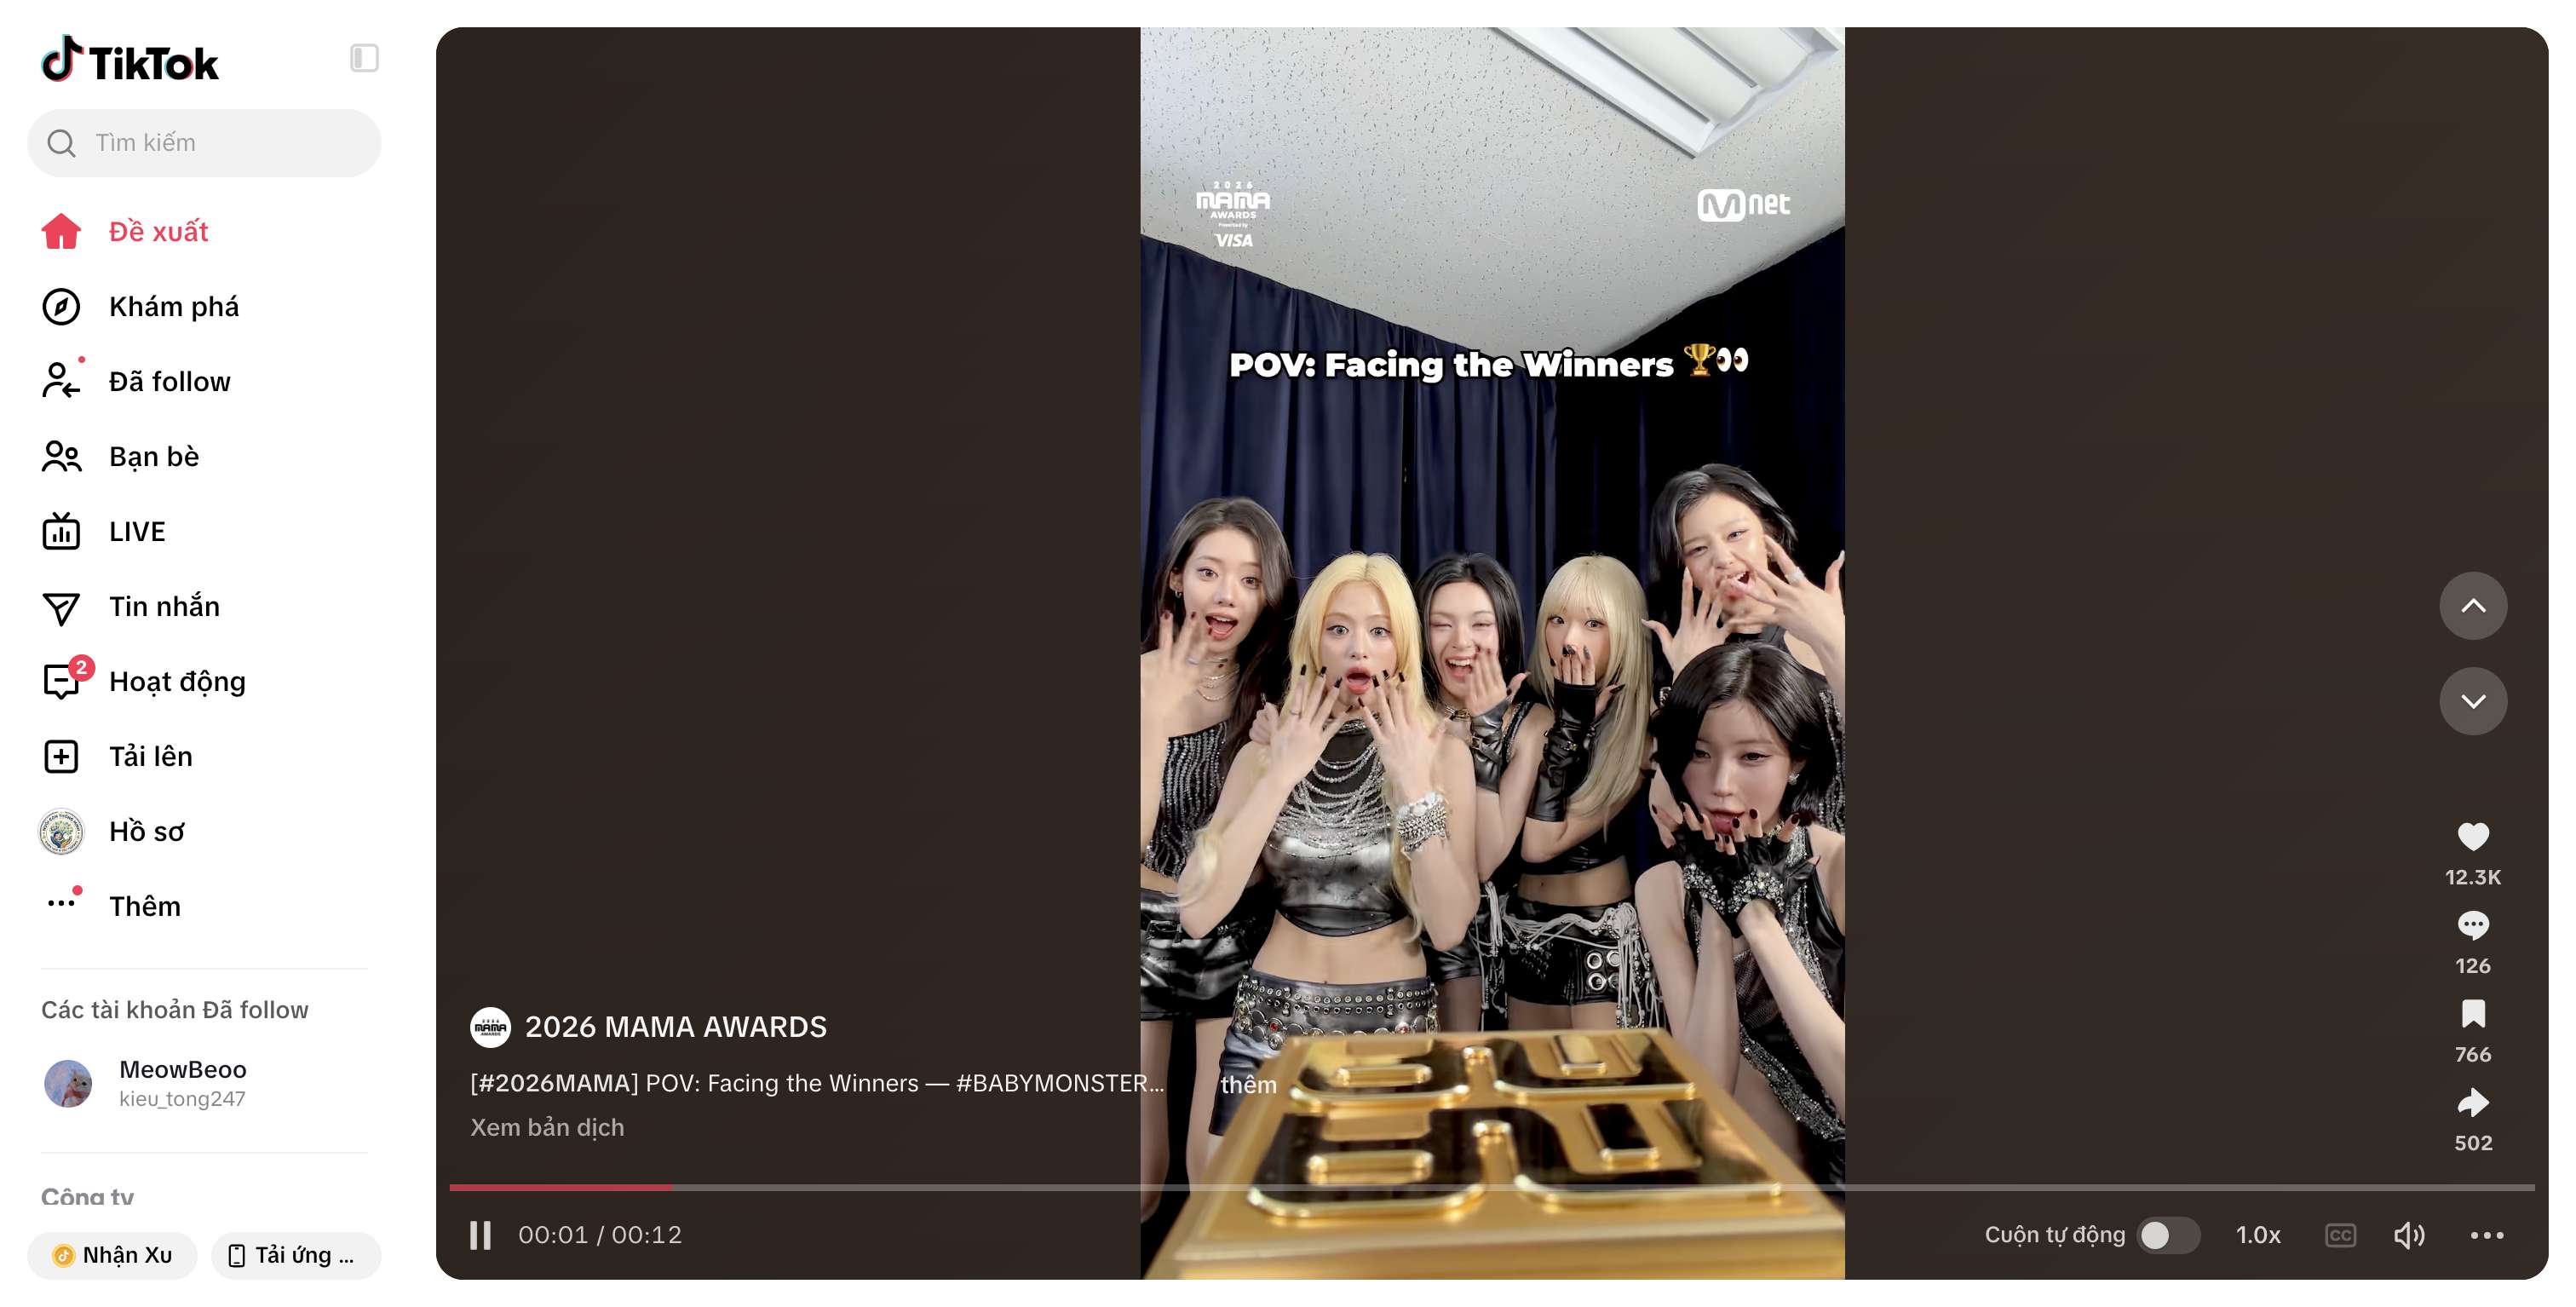 TikTok
Tìm kiếm
Đề xuất
Khám phá
Đã follow
Bạn bè
LIVE
Tin nhắn
2
Hoạt động
Tải lên
Hồ sơ
Thêm
Các tài khoản Đã follow
MeowBeoo
kieu_tong247
Công ty
Nhận Xu
Tải ứng ...
2026
MAMA
AWARDS
Presented by
VISA
Mnet
POV: Facing the Winners
2026 MAMA AWARDS
[#2026MAMA] POV: Facing the Winners — #BABYMONSTER... thêm
Xem bản dịch
00:01 / 00:12
12.3K
126
766
502
Cuộn tự động
1.0x
CC